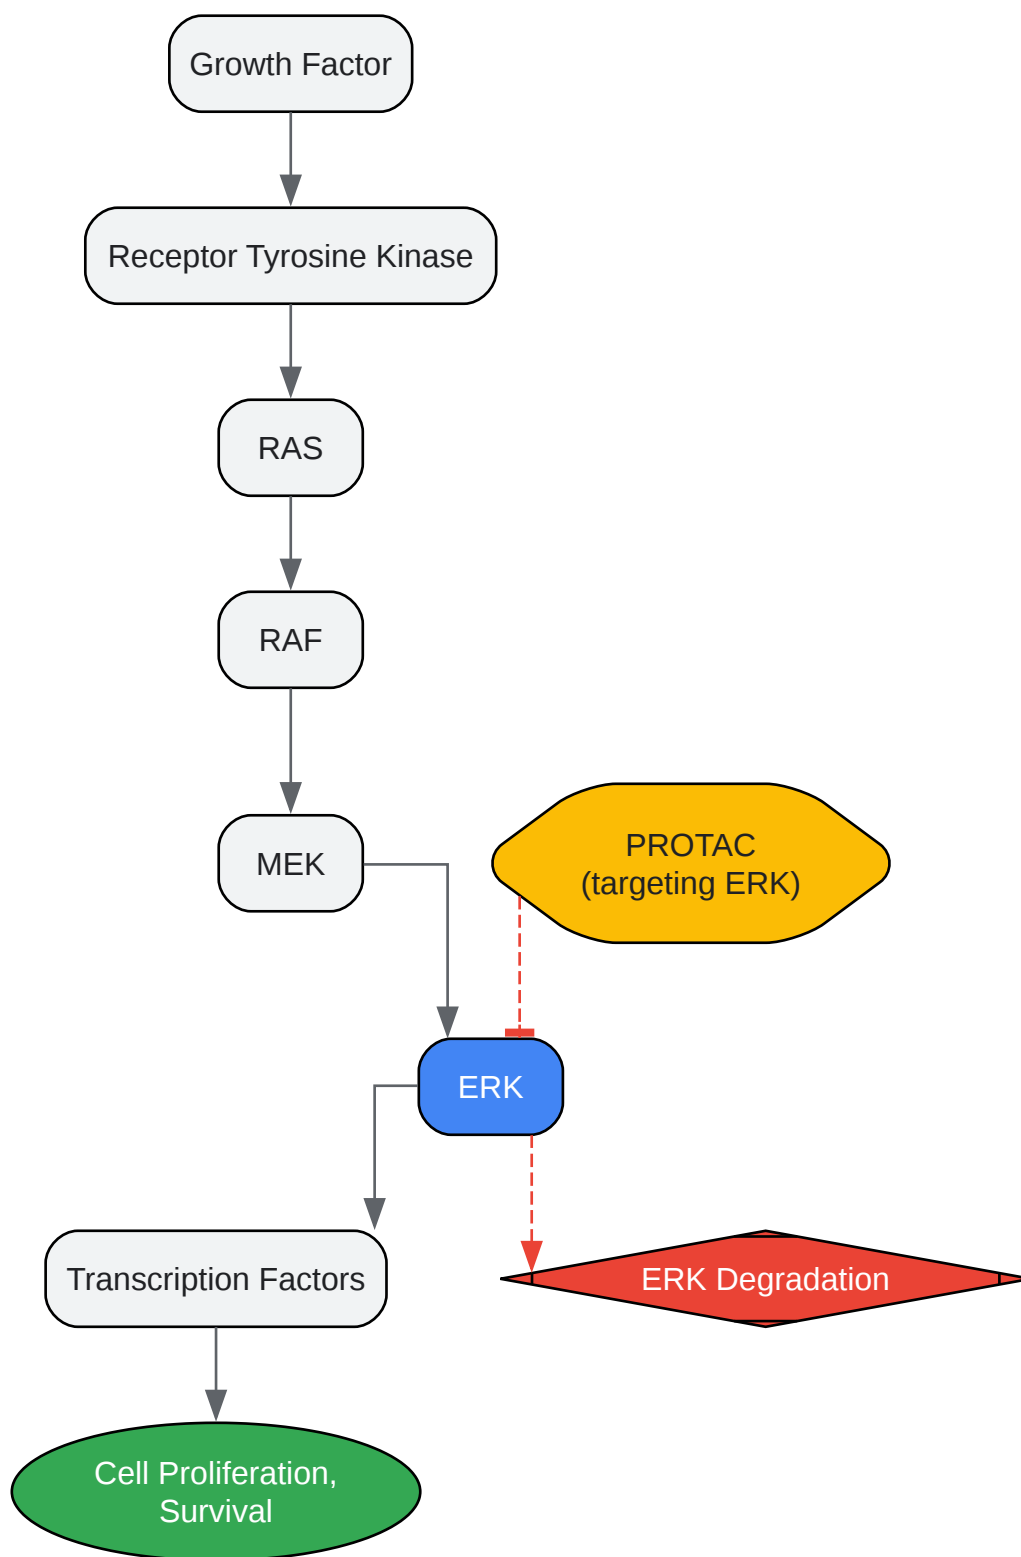 Growth Factor
Receptor Tyrosine Kinase
RAS
RAF
MEK
PROTAC
(targeting ERK)
ERK
Transcription Factors
ERK Degradation
Cell Proliferation,
Survival